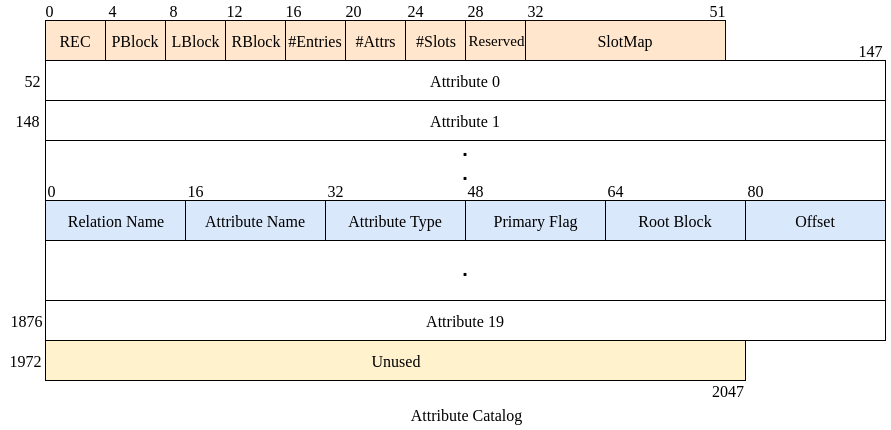 0 4 8 12 16 20 24 28 32 51
REC PBlock LBlock RBlock #Entries #Attrs #Slots Reserved SlotMap
147
52 Attribute 0
148 Attribute 1
0 16 32 48 64 80
Relation Name Attribute Name Attribute Type Primary Flag Root Block Offset
1876 Attribute 19
1972 Unused
2047
Attribute Catalog